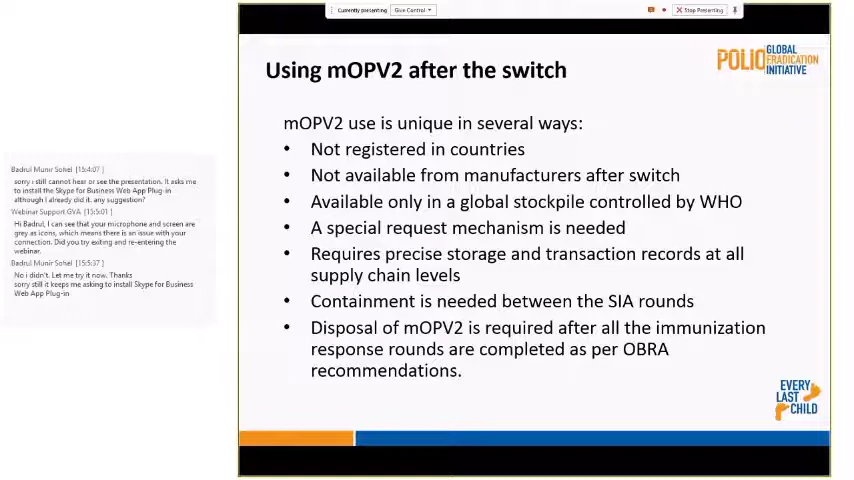 Currently presenting Give Control
Stop Presenting
Badrul Munir Sohel [15:4:07]
sorry i still cannot hear or see the presentation. It asks me
to install the Skype for Business Web App Plug-in
although I already did it. any suggestion?
Webinar Support GVA [15:5:01]
Hi Badrul, I can see that your microphone and screen are
grey as icons, which means there is an issue with your
connection. Did you try exiting and re-entering the
webinar.
Badrul Munir Sohel [15:5:37]
No i didn't. Let me try it now. Thanks
sorry still it keeps me asking to install Skype for Business
Web App Plug-in
Using mOPV2 after the switch
POLIO GLOBAL
ERADICATION
INITIATIVE
mOPV2 use is unique in several ways:
• Not registered in countries
• Not available from manufacturers after switch
• Available only in a global stockpile controlled by WHO
• A special request mechanism is needed
• Requires precise storage and transaction records at all
supply chain levels
• Containment is needed between the SIA rounds
• Disposal of mOPV2 is required after all the immunization
response rounds are completed as per OBRA
recommendations.
EVERY
LAST
CHILD